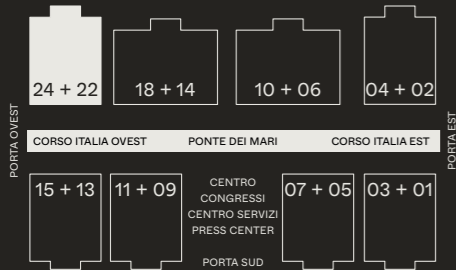 24 + 22
18 + 14
10 + 06
04 + 02
PORTA OVEST
PORTA EST
CORSO ITALIA OVEST
PONTE DEI MARI
CORSO ITALIA EST
15 + 13
11 + 09
CENTRO
CONGRESSI
CENTRO SERVIZI
PRESS CENTER
07 + 05
03 + 01
PORTA SUD